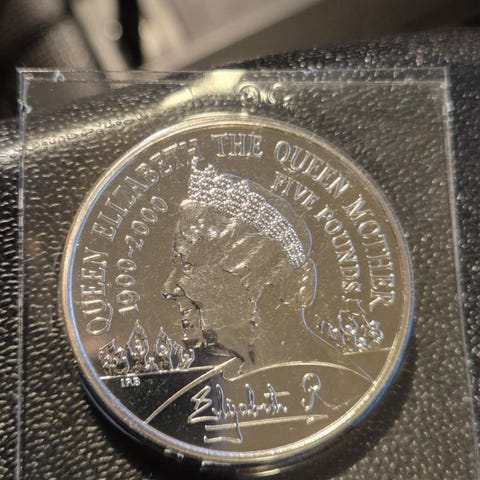 QUEEN ELIZABETH THE QUEEN MOTHER
1900-2000
FIVE POUNDS
IRB
Elizabeth R